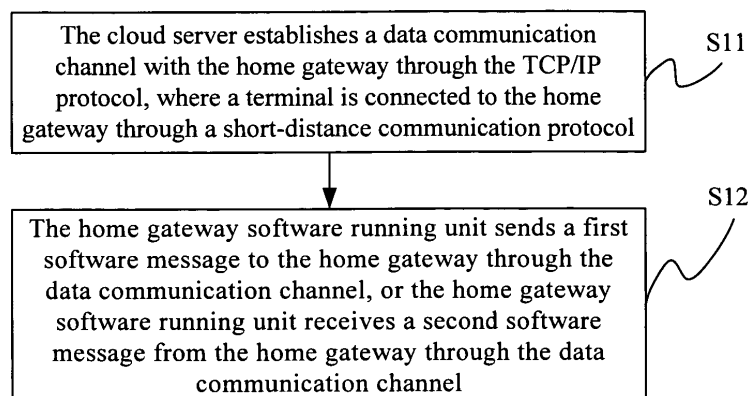 The cloud server establishes a data communication
channel with the home gateway through the TCP/IP
protocol, where a terminal is connected to the home
gateway through a short-distance communication protocol
S11
The home gateway software running unit sends a first
software message to the home gateway through the
data communication channel, or the home gateway
software running unit receives a second software
message from the home gateway through the data
communication channel
S12